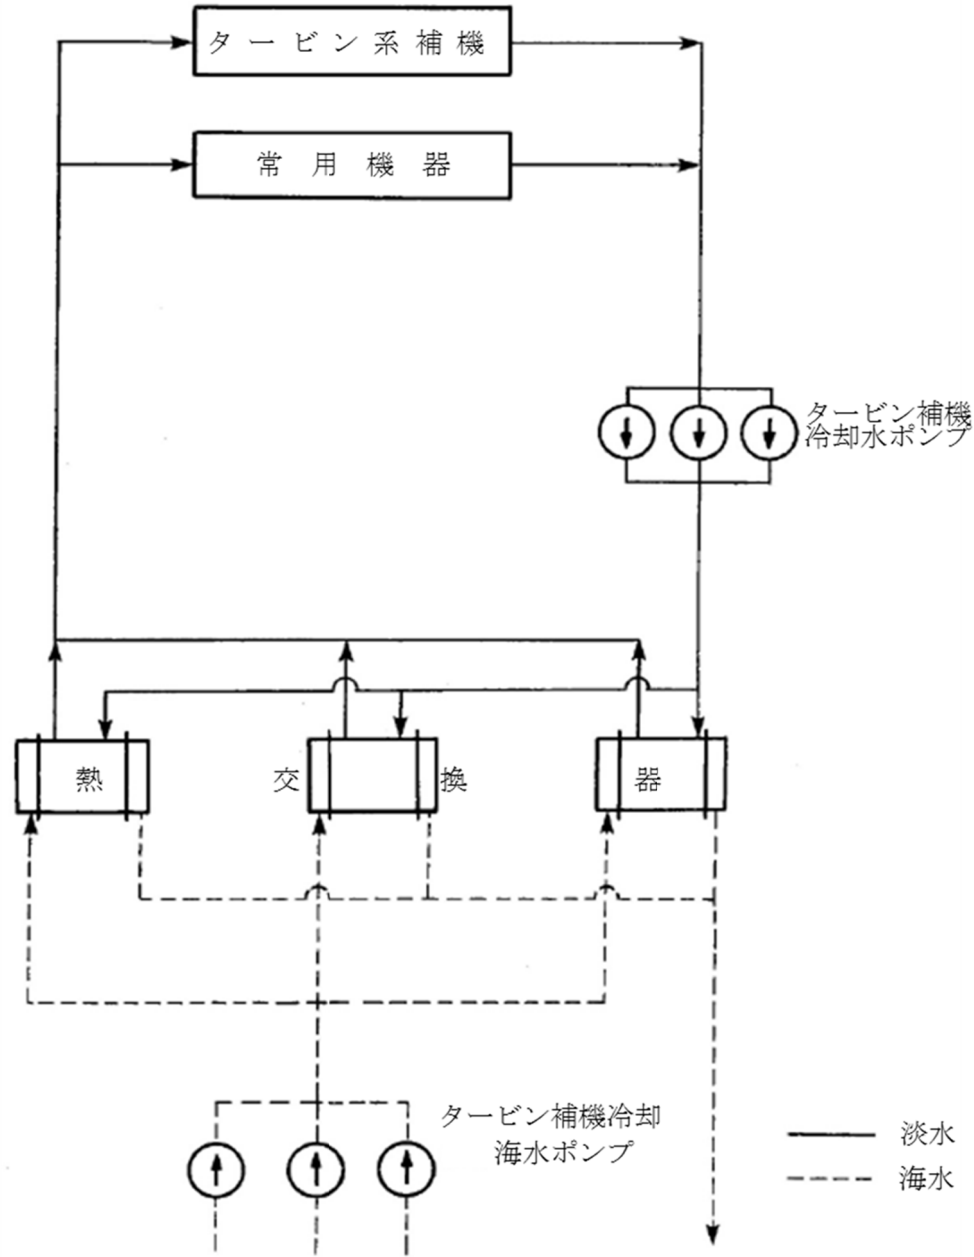 タービン系補機
常用機器
タービン補機
冷却水ポンプ
熱交換器
タービン補機冷却
海水ポンプ
淡水
海水